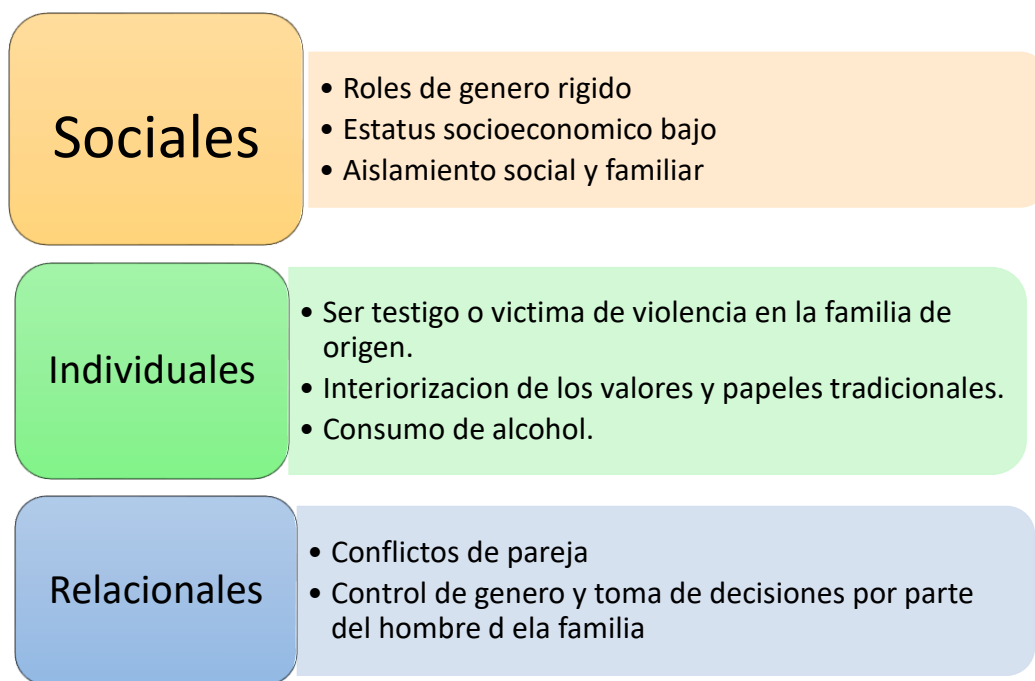 Sociales
• Roles de genero rigido
• Estatus socioeconomico bajo
• Aislamiento social y familiar
Individuales
• Ser testigo o victima de violencia en la familia de
origen.
• Interiorizacion de los valores y papeles tradicionales.
• Consumo de alcohol.
Relacionales
• Conflictos de pareja
• Control de genero y toma de decisiones por parte
del hombre d ela familia